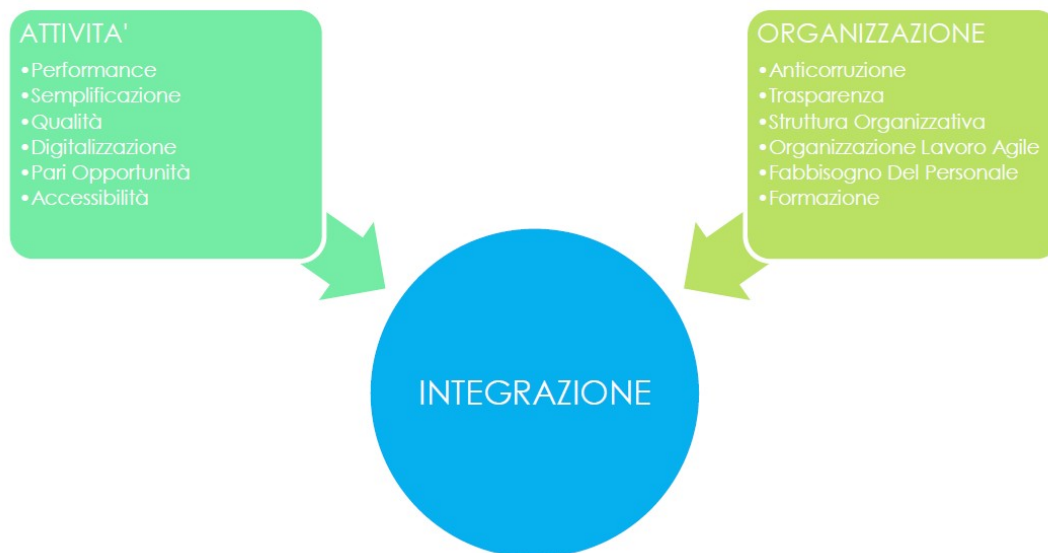 ATTIVITA'
•Performance
•Semplificazione
•Qualità
•Digitalizzazione
•Pari Opportunità
•Accessibilità
ORGANIZZAZIONE
•Anticorruzione
•Trasparenza
•Struttura Organizzativa
•Organizzazione Lavoro Agile
•Fabbisogno Del Personale
•Formazione
INTEGRAZIONE